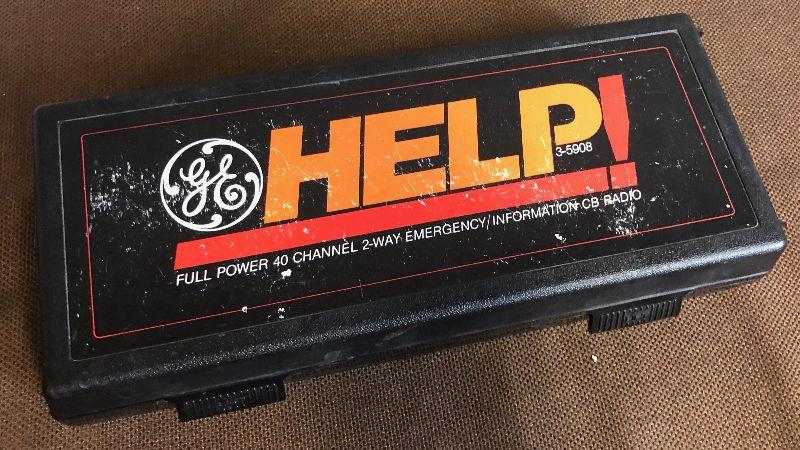 GE HELP!
3-5908
FULL POWER 40 CHANNEL 2-WAY EMERGENCY/INFORMATION CB RADIO